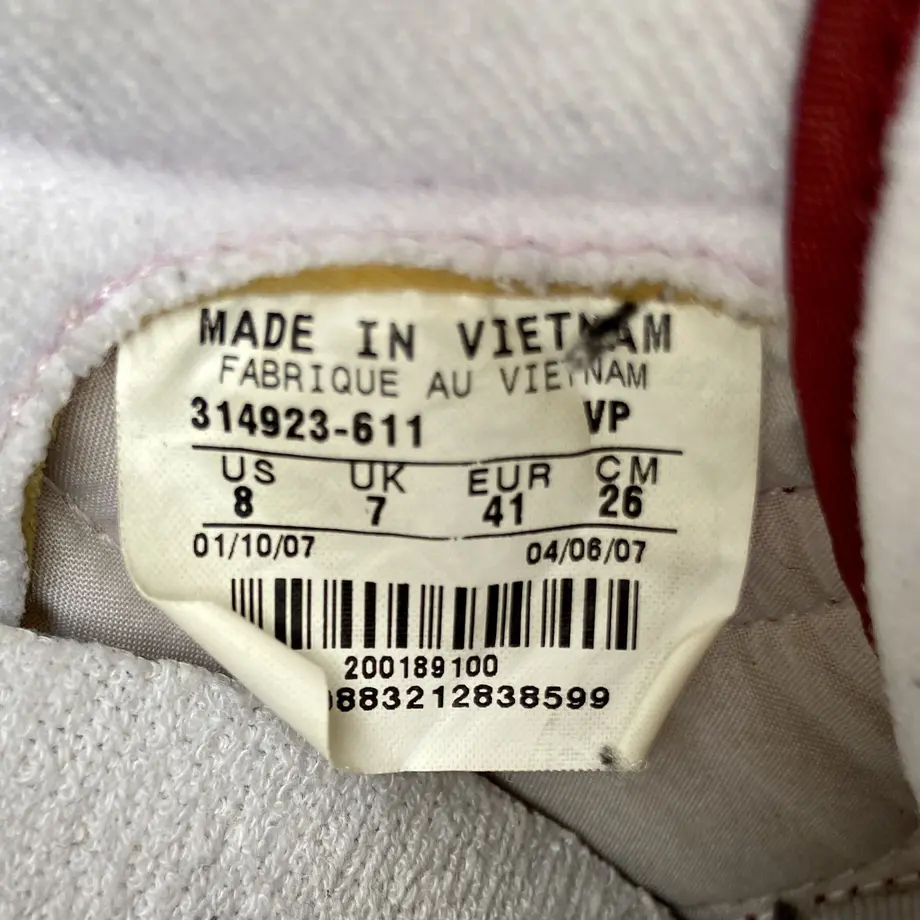 MADE IN VIETNAM
FABRIQUE AU VIETNAM
314923-611 VP
US UK EUR CM
8 7 41 26
01/10/07 04/06/07
200189100
0883212838599